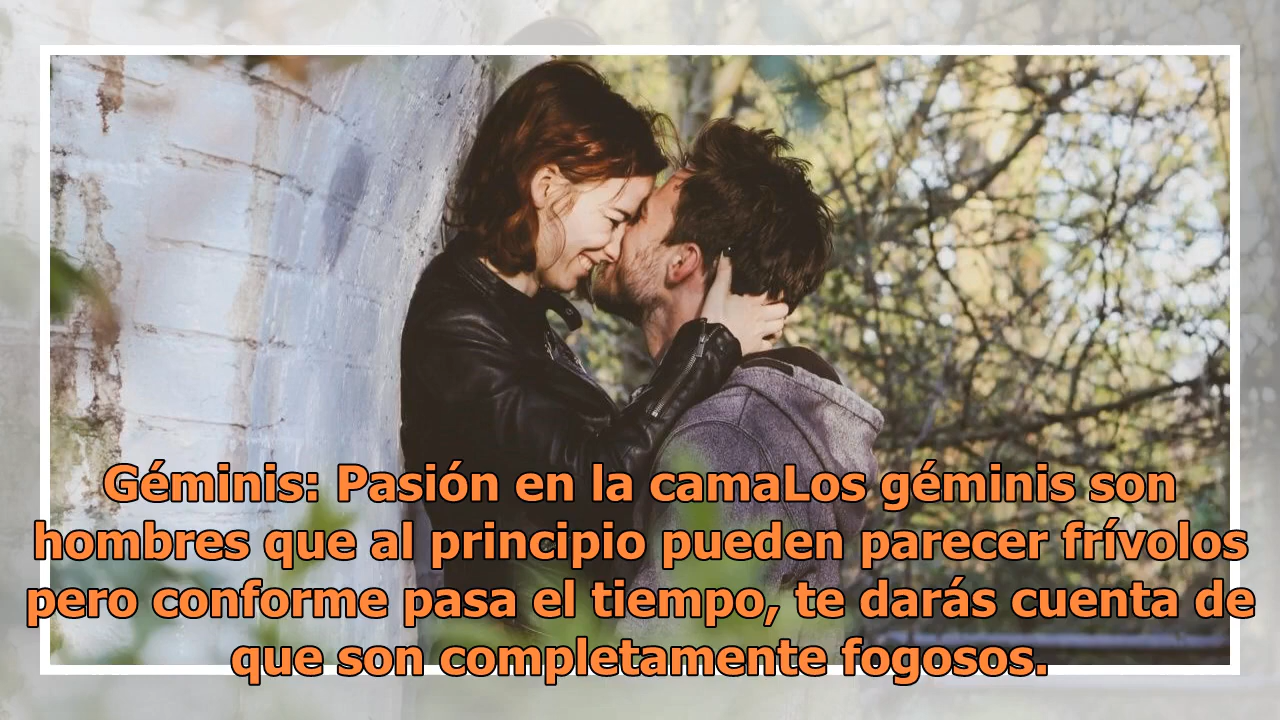 Géminis: Pasión en la camaLos géminis son
hombres que al principio pueden parecer frívolos
pero conforme pasa el tiempo, te darás cuenta de
que son completamente fogosos.